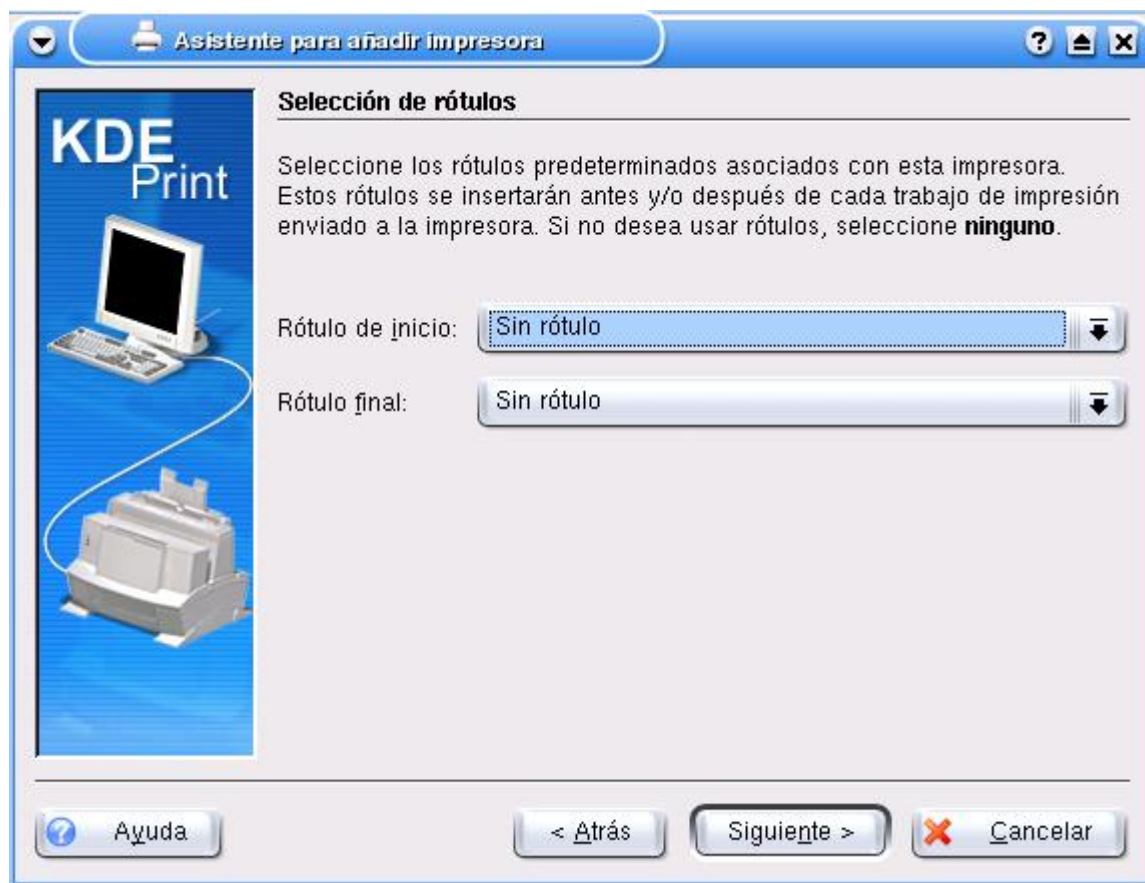 Asistente para añadir impresora
KDE
Print
Selección de rótulos
Seleccione los rótulos predeterminados asociados con esta impresora.
Estos rótulos se insertarán antes y/o después de cada trabajo de impresión
enviado a la impresora. Si no desea usar rótulos, seleccione ninguno.
Rótulo de inicio: Sin rótulo
Rótulo final: Sin rótulo
Ayuda < Atrás Siguiente > Cancelar